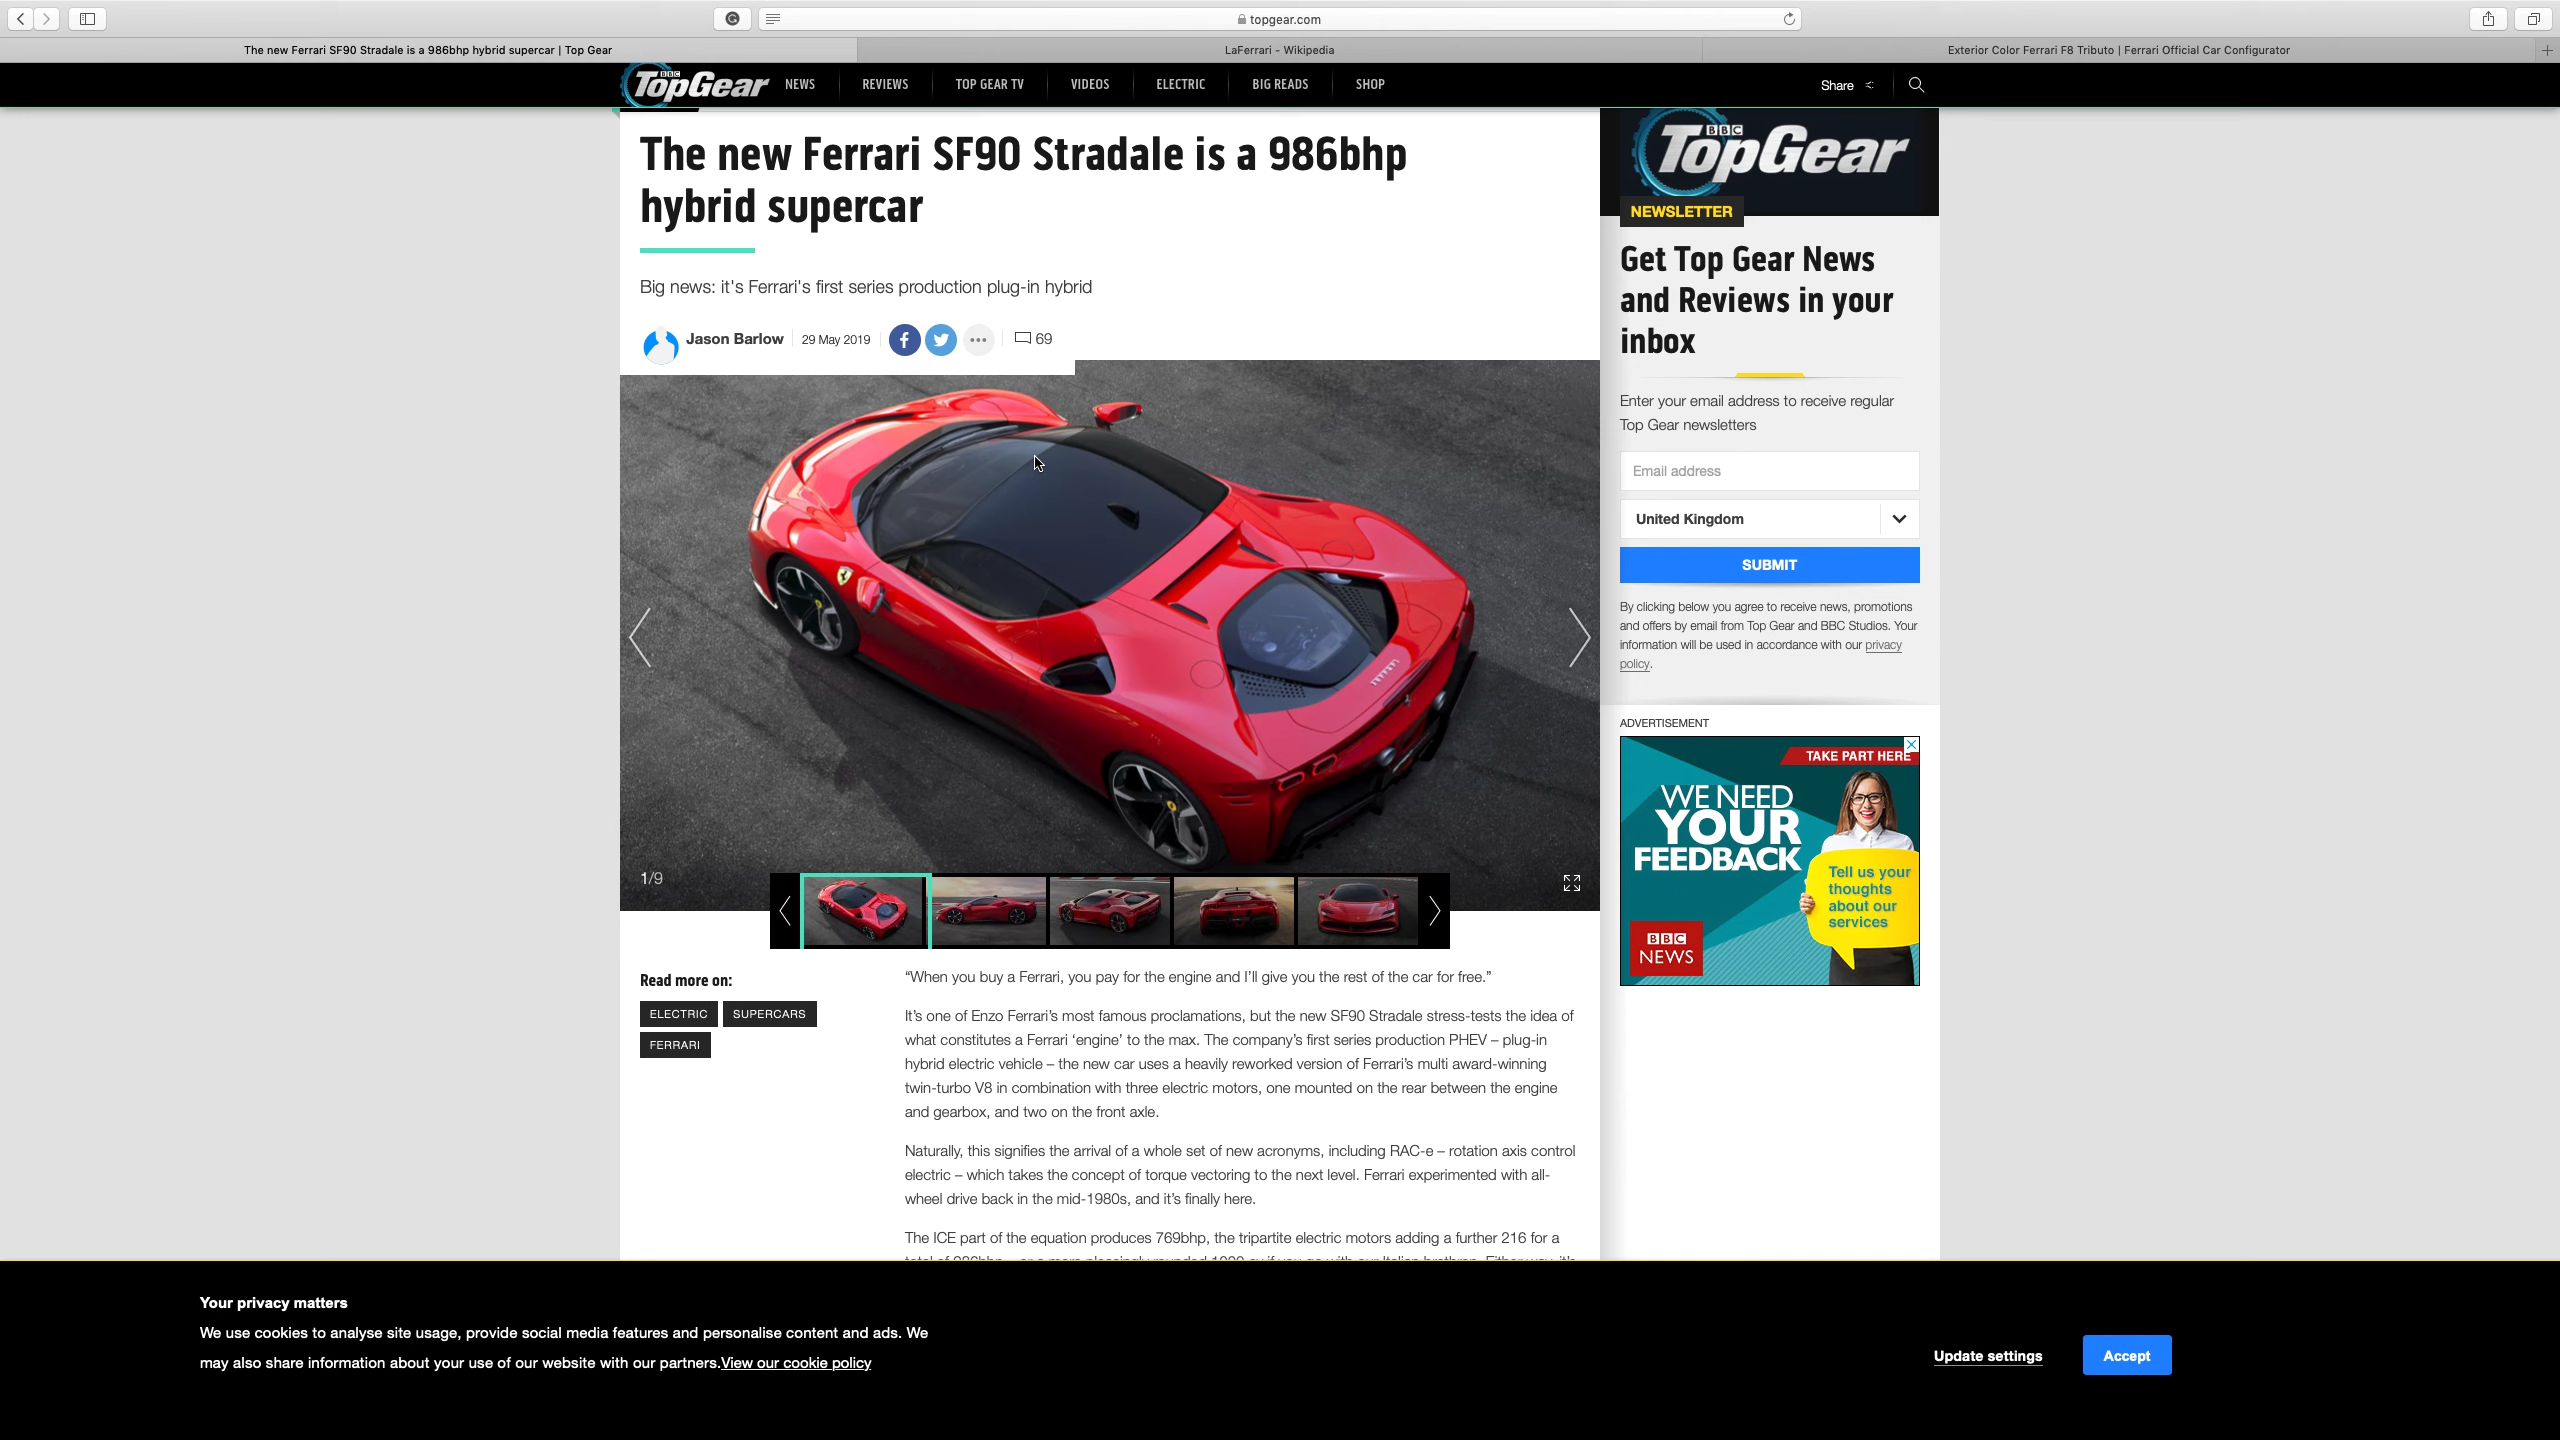 topgear.com
The new Ferrari SF90 Stradale is a 986bhp hybrid supercar | Top Gear
LaFerrari - Wikipedia
Exterior Color Ferrari F8 Tributo | Ferrari Official Car Configurator
BBC
TopGear
NEWS
REVIEWS
TOP GEAR TV
VIDEOS
ELECTRIC
BIG READS
SHOP
Share
The new Ferrari SF90 Stradale is a 986bhp
hybrid supercar
Big news: it's Ferrari's first series production plug-in hybrid
Jason Barlow
29 May 2019
69
1/9
Read more on:
ELECTRIC
SUPERCARS
FERRARI
“When you buy a Ferrari, you pay for the engine and I’ll give you the rest of the car for free.”
It’s one of Enzo Ferrari’s most famous proclamations, but the new SF90 Stradale stress-tests the idea of
what constitutes a Ferrari ‘engine’ to the max. The company’s first series production PHEV – plug-in
hybrid electric vehicle – the new car uses a heavily reworked version of Ferrari’s multi award-winning
twin-turbo V8 in combination with three electric motors, one mounted on the rear between the engine
and gearbox, and two on the front axle.
Naturally, this signifies the arrival of a whole set of new acronyms, including RAC-e – rotation axis control
electric – which takes the concept of torque vectoring to the next level. Ferrari experimented with all-
wheel drive back in the mid-1980s, and it’s finally here.
The ICE part of the equation produces 769bhp, the tripartite electric motors adding a further 216 for a
BBC
TopGear
NEWSLETTER
Get Top Gear News
and Reviews in your
inbox
Enter your email address to receive regular
Top Gear newsletters
Email address
United Kingdom
SUBMIT
By clicking below you agree to receive news, promotions
and offers by email from Top Gear and BBC Studios. Your
information will be used in accordance with our privacy
policy.
ADVERTISEMENT
TAKE PART HERE
WE NEED
YOUR
FEEDBACK
Tell us your
thoughts
about our
services
BBC
NEWS
Your privacy matters
We use cookies to analyse site usage, provide social media features and personalise content and ads. We
may also share information about your use of our website with our partners.View our cookie policy
Update settings
Accept